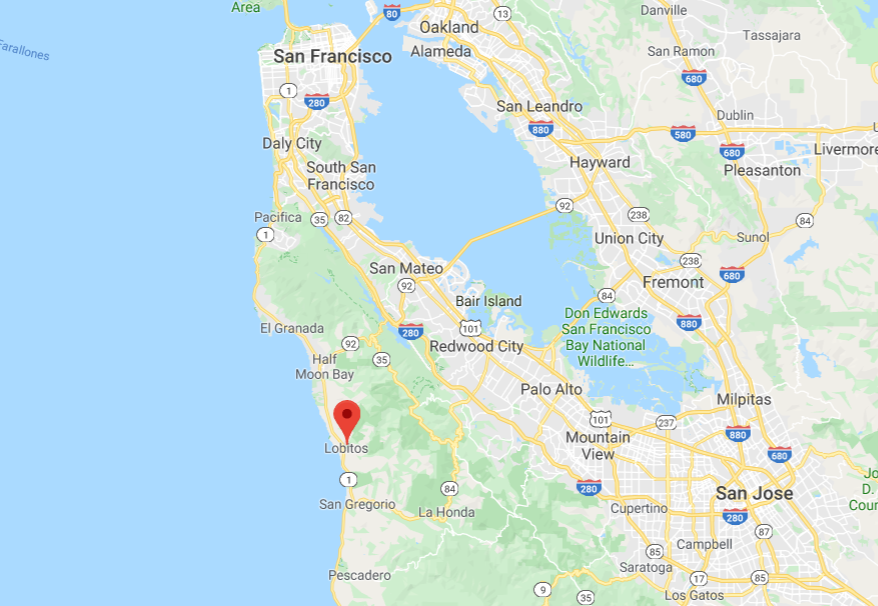 Area
80
13
Danville
Oakland
Tassajara
Farallones
Alameda
San Ramon
San Francisco
680
1
280
San Leandro
Dublin
880
580
Daly City
680
Livermore
Hayward
Pleasanton
South San
Francisco
92
238
Pacifica
35
82
84
1
Union City
Sunol
238
San Mateo
680
92
Fremont
84
Bair Island
Don Edwards
San Francisco
Bay National
Wildlife...
880
El Granada
280
101
92
Redwood City
35
Half
Moon Bay
Palo Alto
Milpitas
101
237
880
Mountain
View
Lobitos
680
1
84
280
San Jose
San Gregorio
La Honda
Cupertino
280
87
Campbell
85
Saratoga
Pescadero
17
85
9
35
Los Gatos
D.